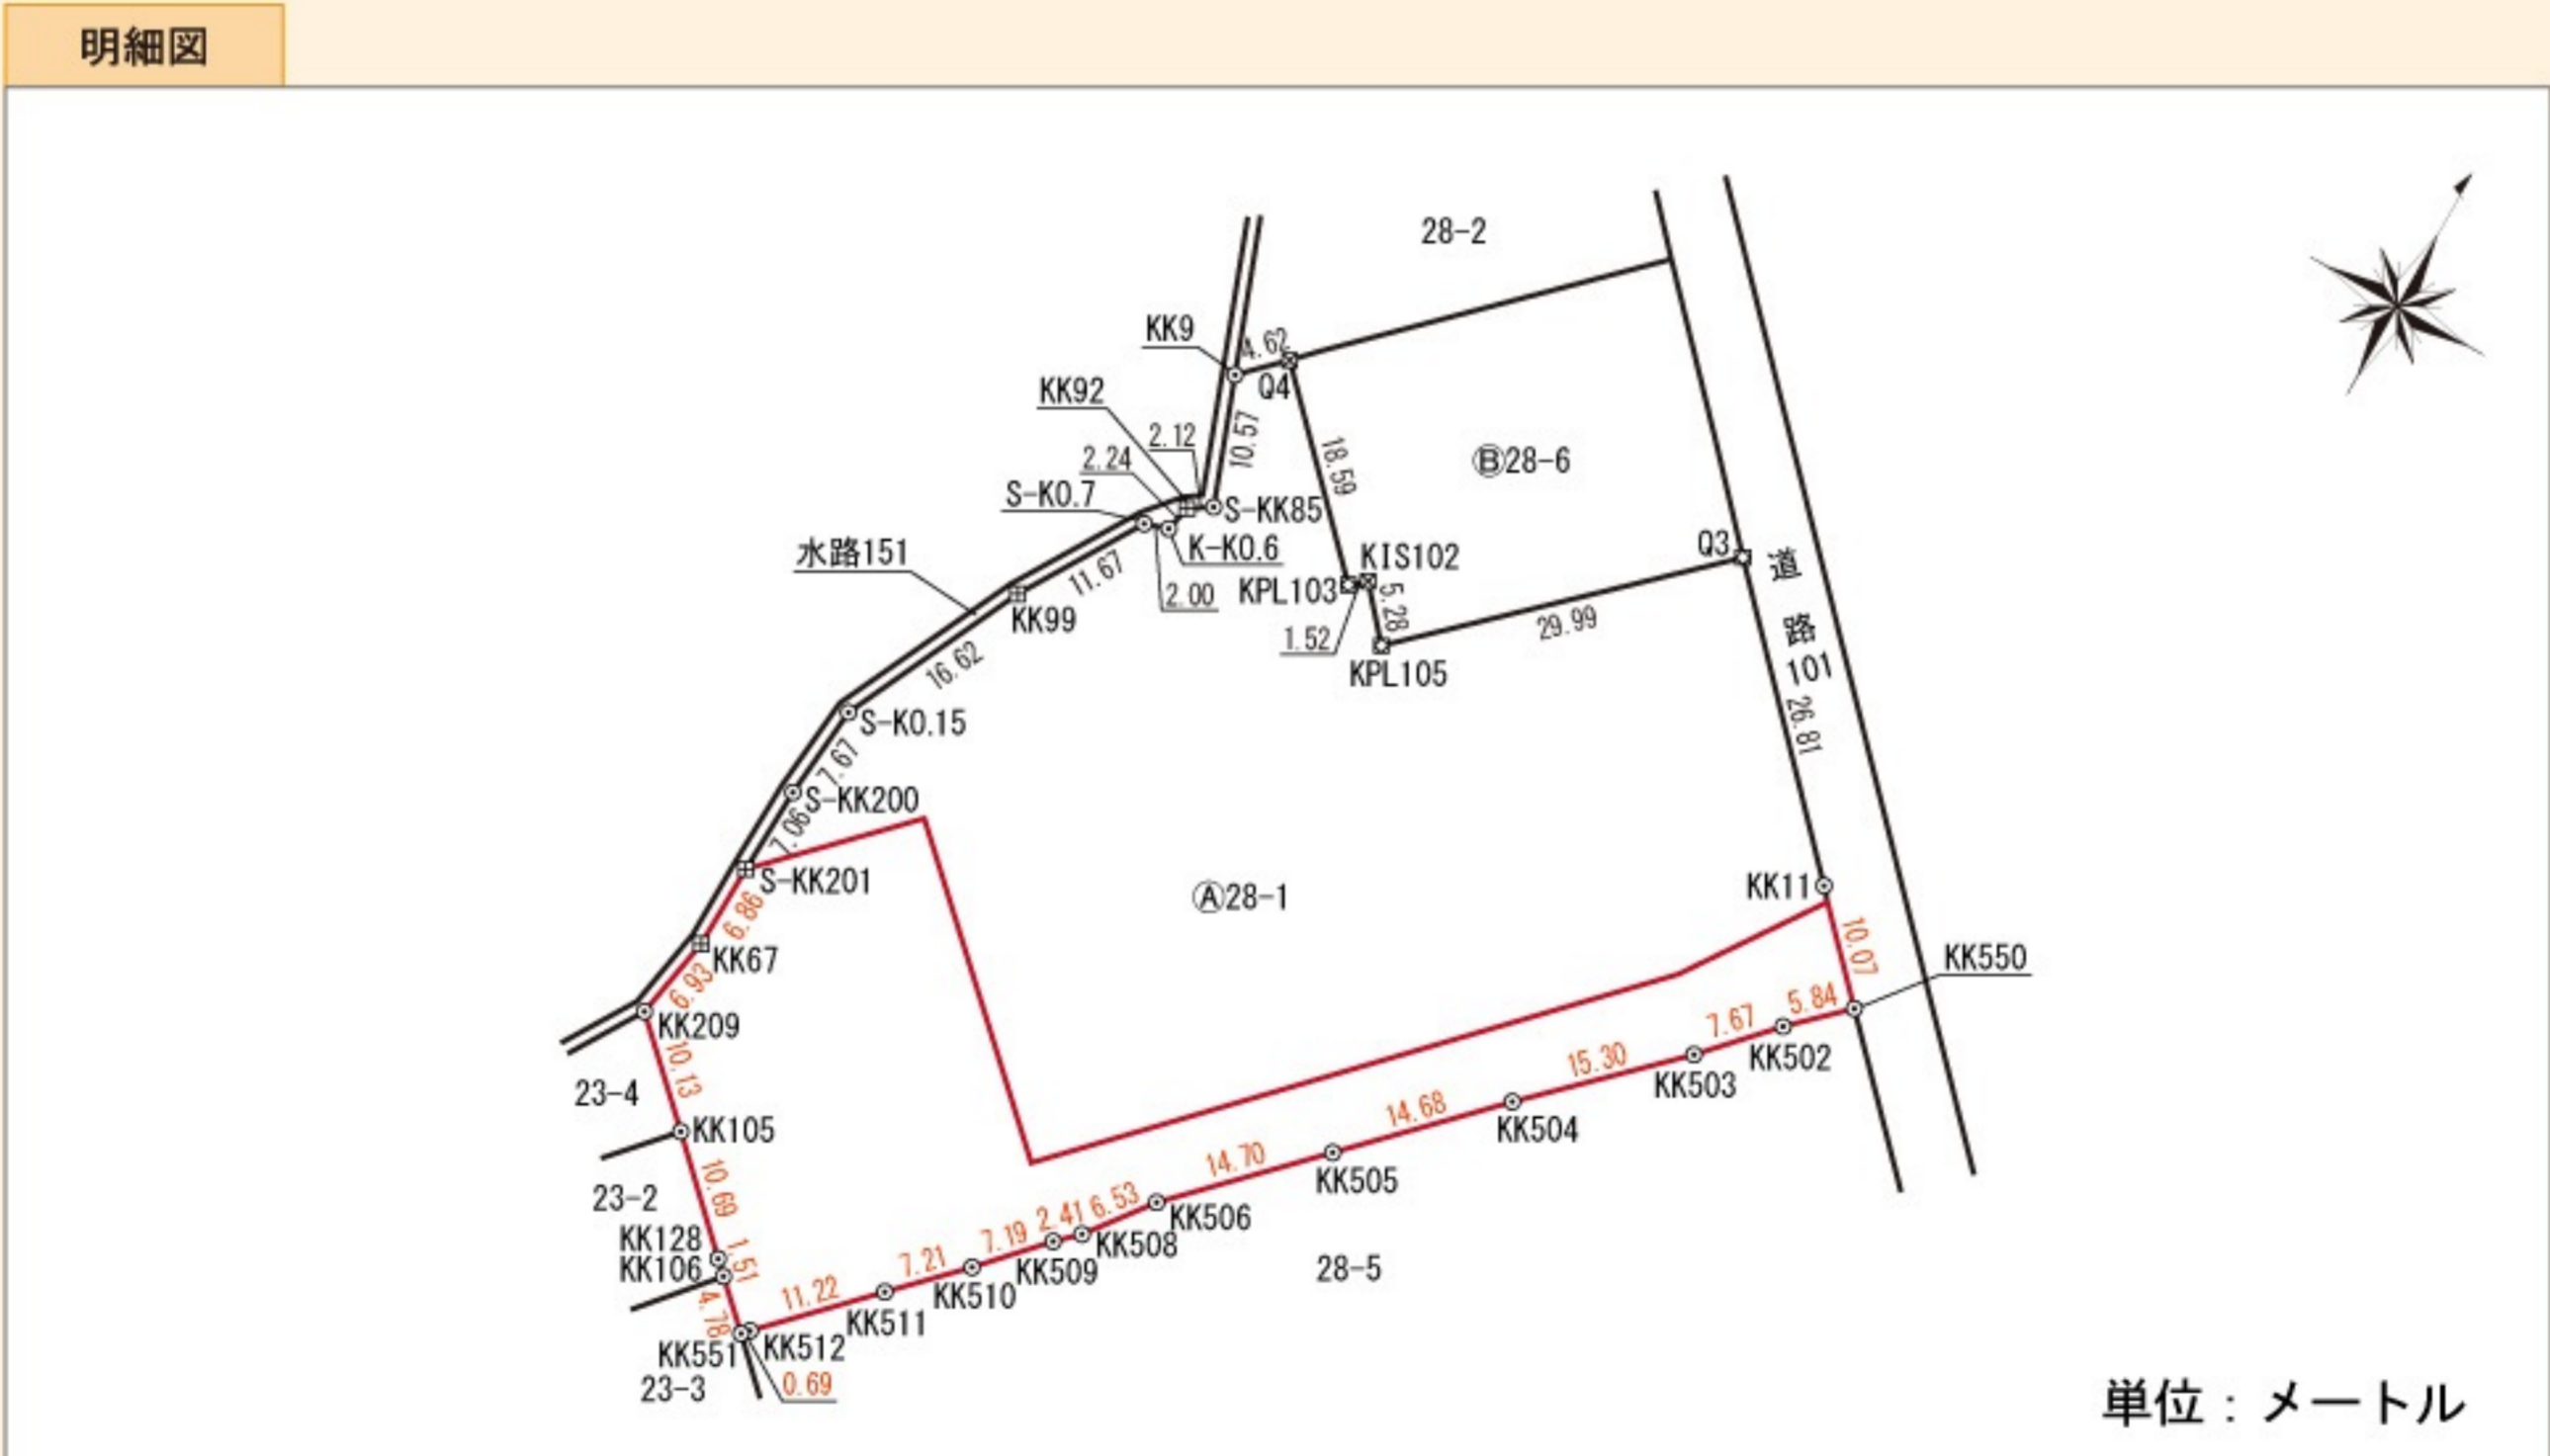 明細図
28-2
KK9
4.62
Q4
KK92
2.12
10.57
2.24
18.59
Ⓑ28-6
S-K0.7
S-KK85
K-K0.6
水路151
11.67
2.00
KIS102
KPL103
5.28
1.52
Q3
道路101
KK99
29.99
KPL105
16.62
26.81
S-K0.15
7.67
S-KK200
7.06
S-KK201
Ⓐ28-1
KK11
6.86
10.07
KK67
KK550
6.93
5.84
7.67
KK209
KK502
10.13
15.30
KK503
23-4
14.68
KK504
KK105
14.70
KK505
10.69
23-2
6.53
KK506
2.41
KK128
1.51
7.19
KK508
KK106
7.21
KK509
28-5
4.78
11.22
KK510
KK511
KK551
KK512
23-3
0.69
単位：メートル